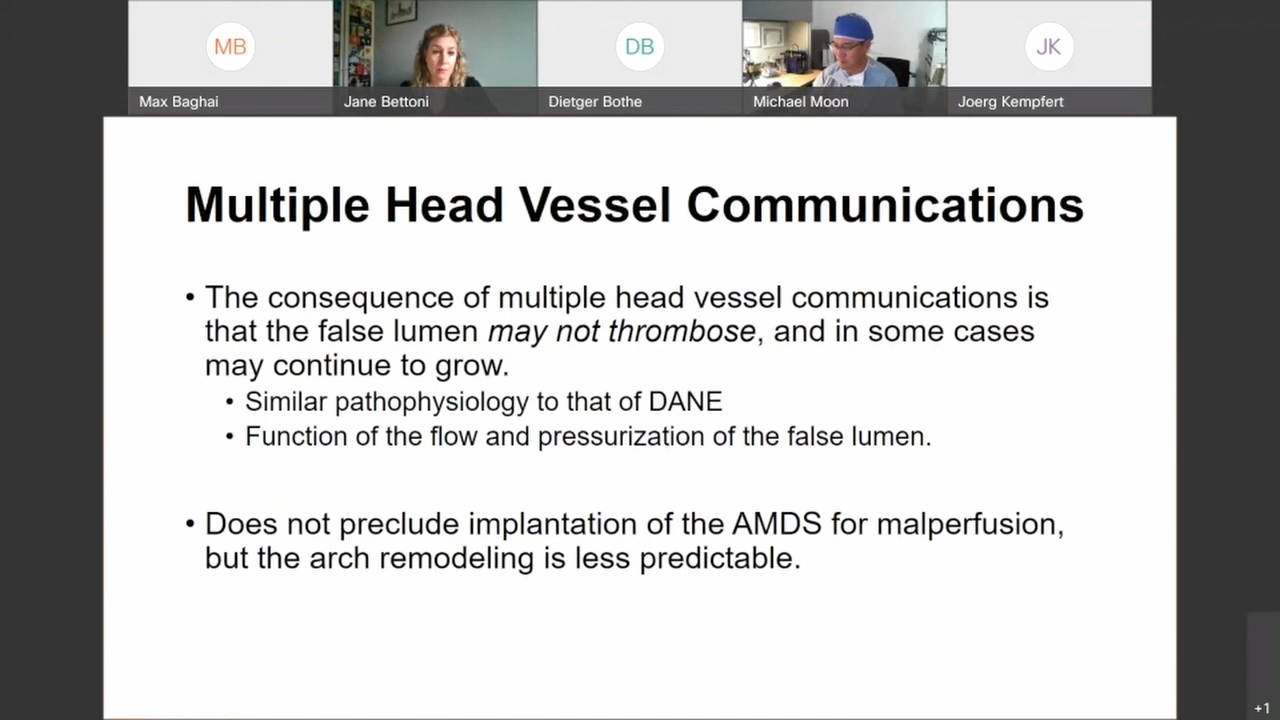 MB
DB
JK
Max Baghai
Jane Bettoni
Dietger Bothe
Michael Moon
Joerg Kempfert
Multiple Head Vessel Communications
• The consequence of multiple head vessel communications is
that the false lumen may not thrombose, and in some cases
may continue to grow.
• Similar pathophysiology to that of DANE
• Function of the flow and pressurization of the false lumen.
• Does not preclude implantation of the AMDS for malperfusion,
but the arch remodeling is less predictable.
+1